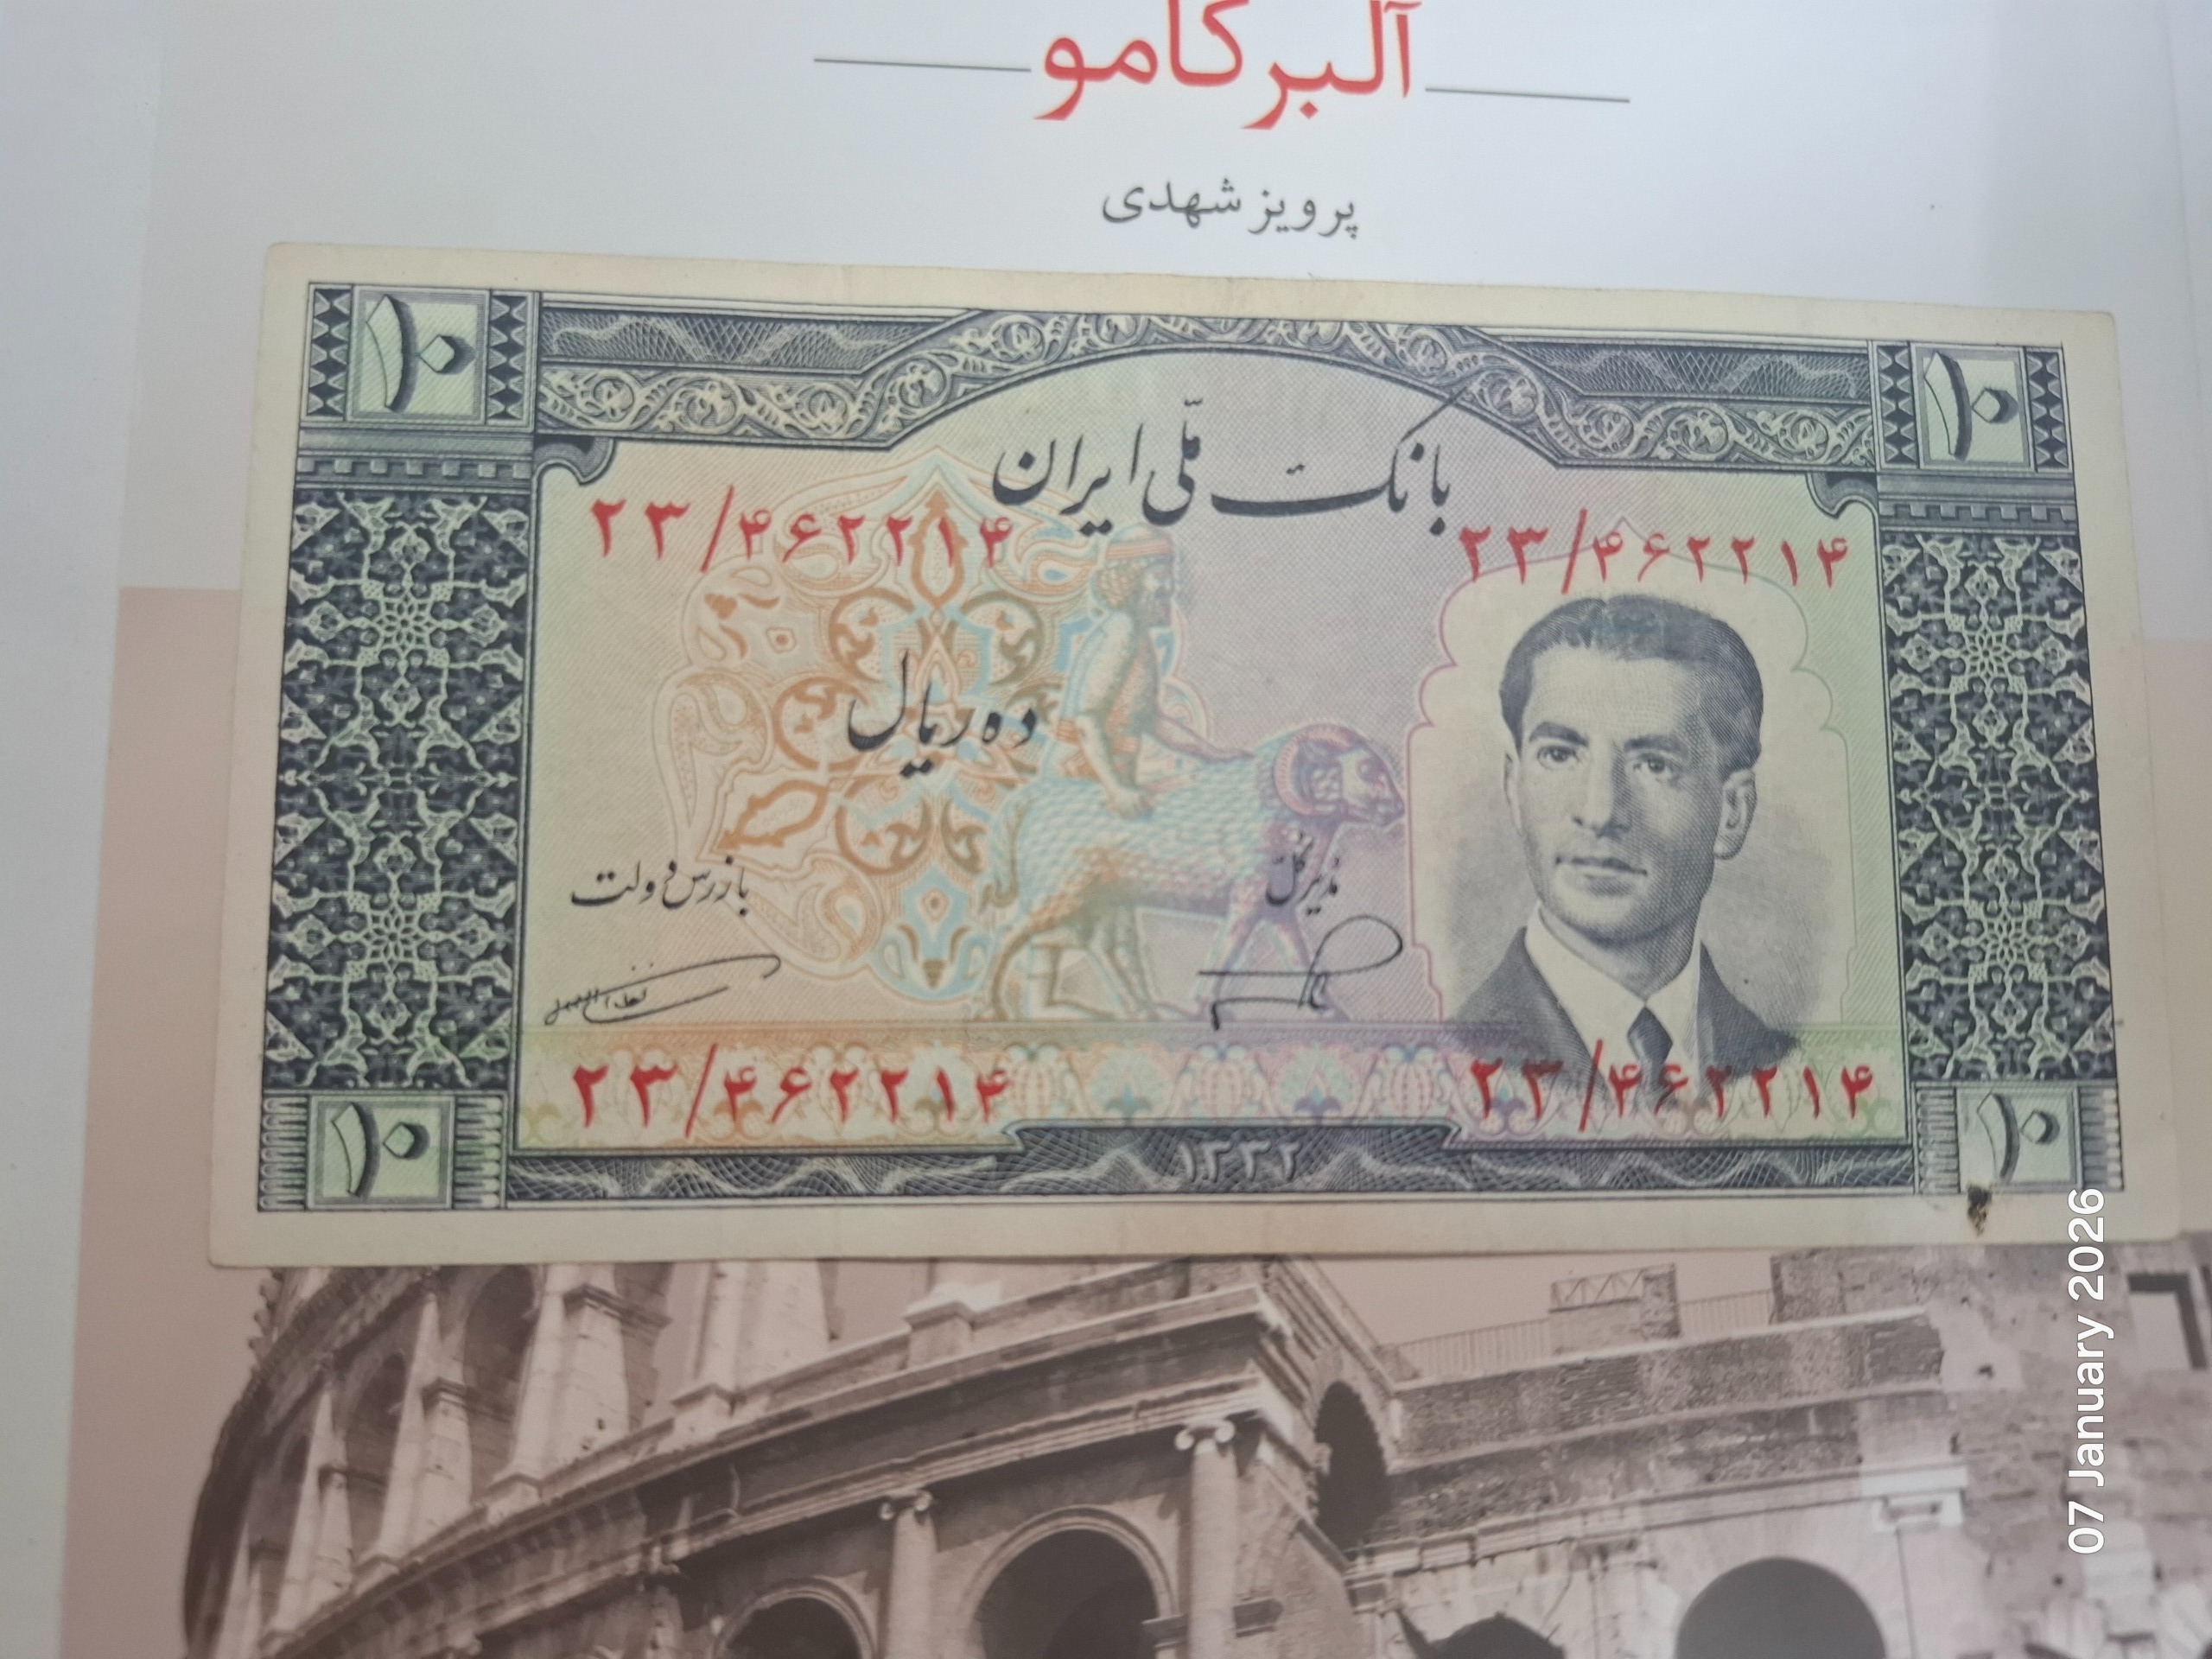 آلبر کامو
پرویز شهدی
۱۰
۱۰
بانک ملی ایران
۲۳/۴۶۲۲۱۴
۲۳/۴۶۲۲۱۴
ده ریال
بازرس دولت
مدیر کل
۲۳/۴۶۲۲۱۴
۲۳/۴۶۲۲۱۴
۱۰
۱۳۳۲
۱۰
07 January 2026